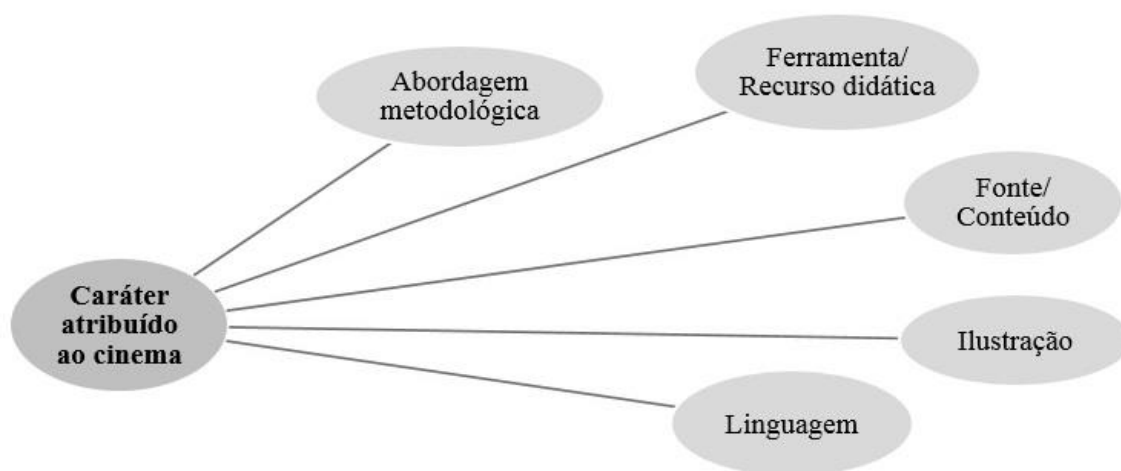 Abordagem
metodológica
Ferramenta/
Recurso didática
Fonte/
Conteúdo
Caráter
atribuído
ao cinema
Ilustração
Linguagem